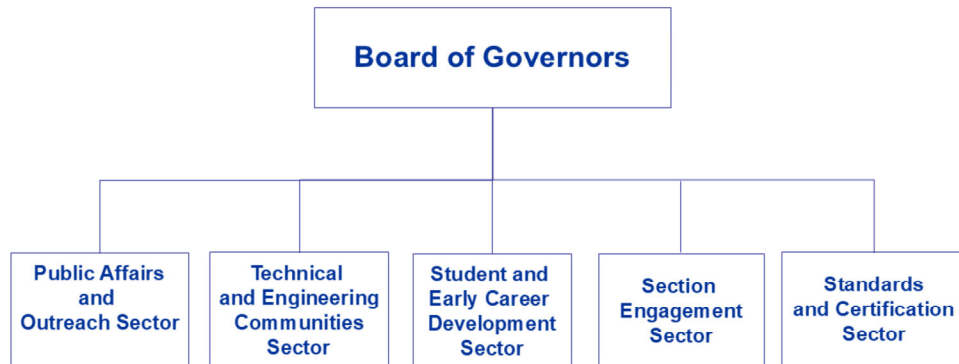 Board of Governors
Public Affairs
and
Outreach Sector
Technical
and Engineering
Communities
Sector
Student and
Early Career
Development
Sector
Section
Engagement
Sector
Standards
and Certification
Sector